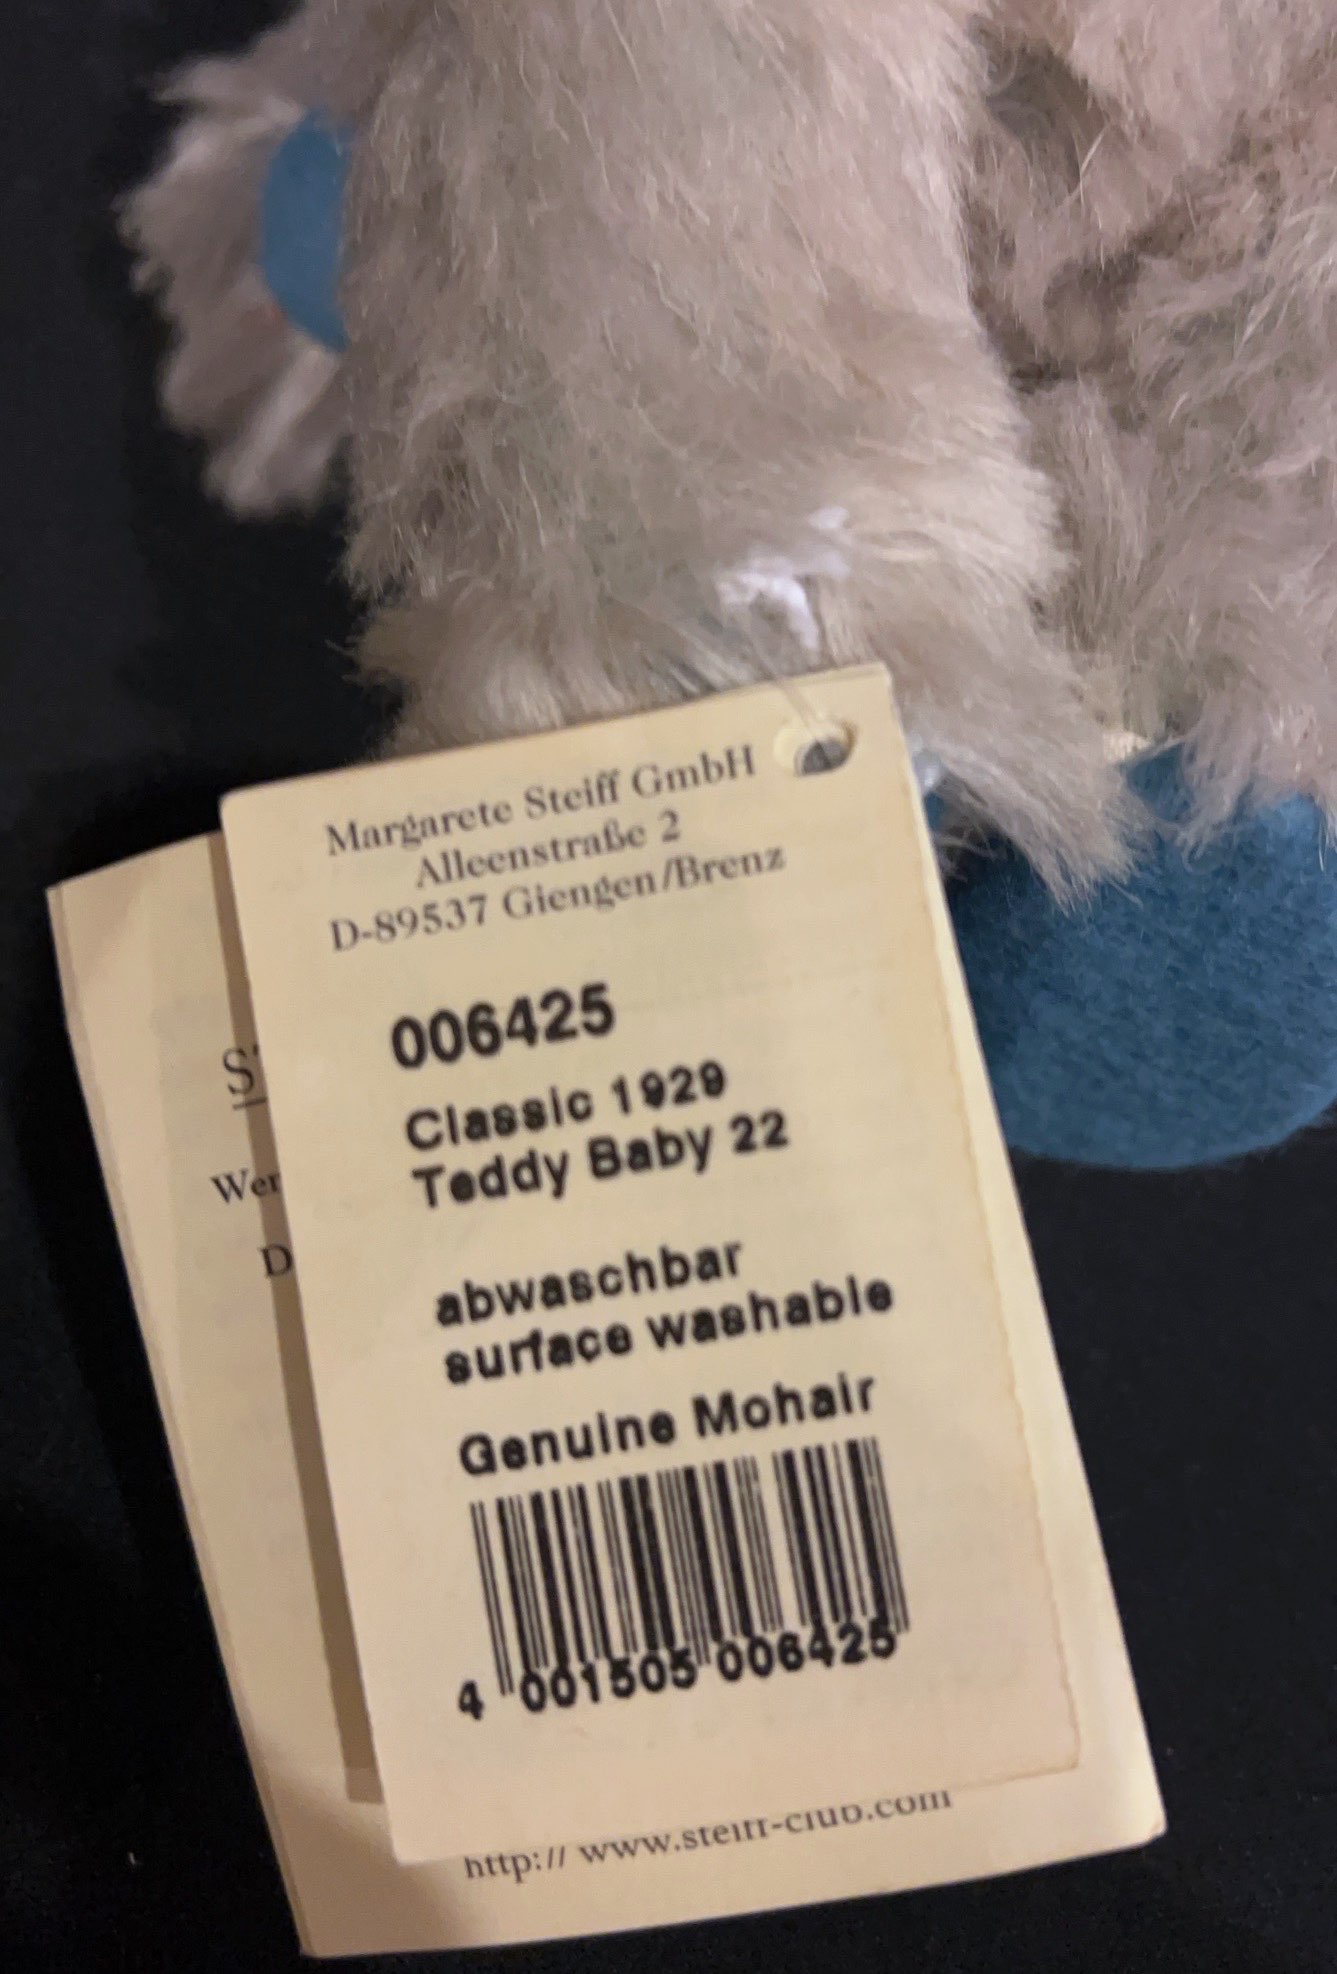 Margarete Steiff GmbH
Alleenstraße 2
D-89537 Giengen/Brenz
006425
Classic 1929
Teddy Baby 22
abwaschbar
surface washable
Genuine Mohair
4 001505 006425
http:// www.steiff-club.com